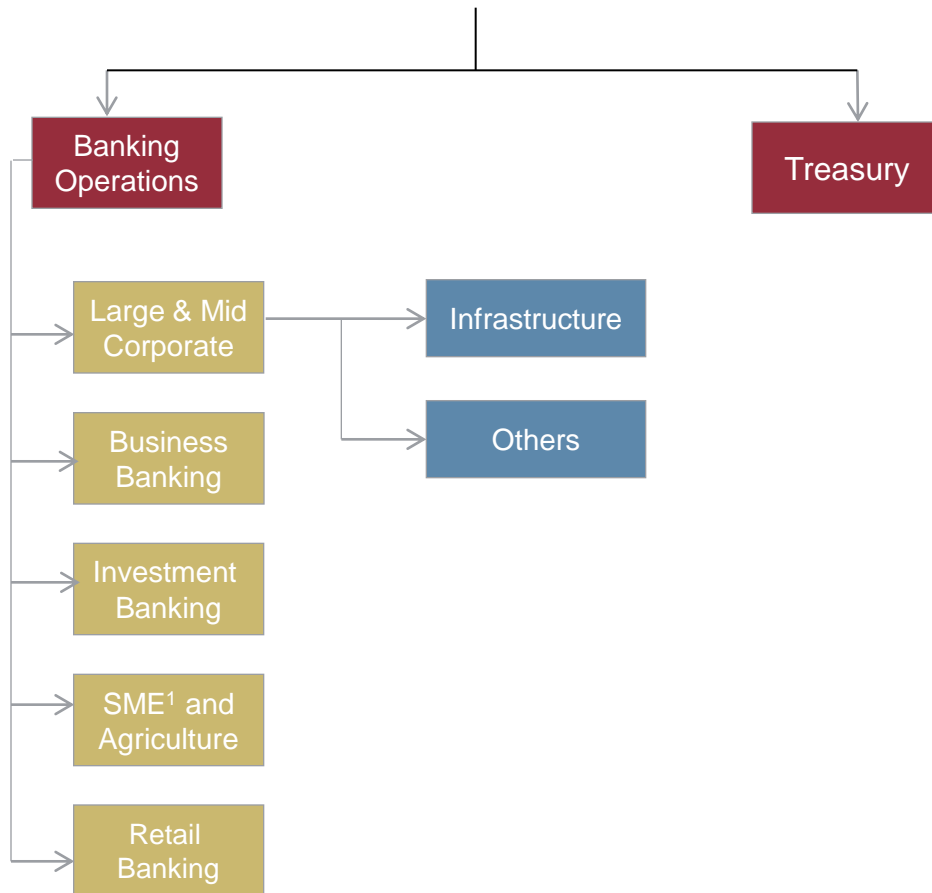 Banking
Operations
Treasury
Large & Mid
Corporate
Infrastructure
Others
Business
Banking
Investment
Banking
SME¹ and
Agriculture
Retail
Banking